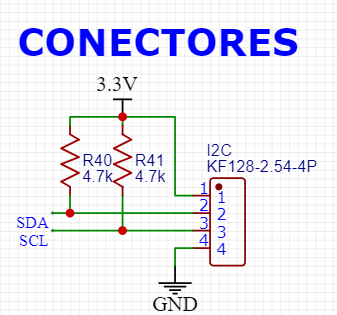 CONECTORES
3.3V
I2C
KF128-2.54-4P
R40 R41
4.7k 4.7k
1 1
2 2
SDA 3 3
SCL 4 4
GND